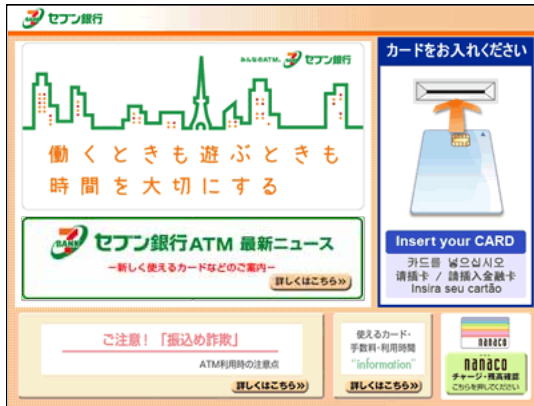 セブン銀行
みんなのATM。 セブン銀行
働くときも遊ぶときも
時間を大切にする
BANK セブン銀行ATM 最新ニュース
ー新しく使えるカードなどのご案内ー
詳しくはこちら»
カードをお入れください
Insert your CARD
카드를 넣으십시오
请插卡 / 請插入金融卡
Insira seu cartão
ご注意！「振込め詐欺」
ATM利用時の注意点
詳しくはこちら»
使えるカード・
手数料・利用時間
"information"
詳しくはこちら»
nanaco
nanaco
チャージ・残高確認
こちらを押してください